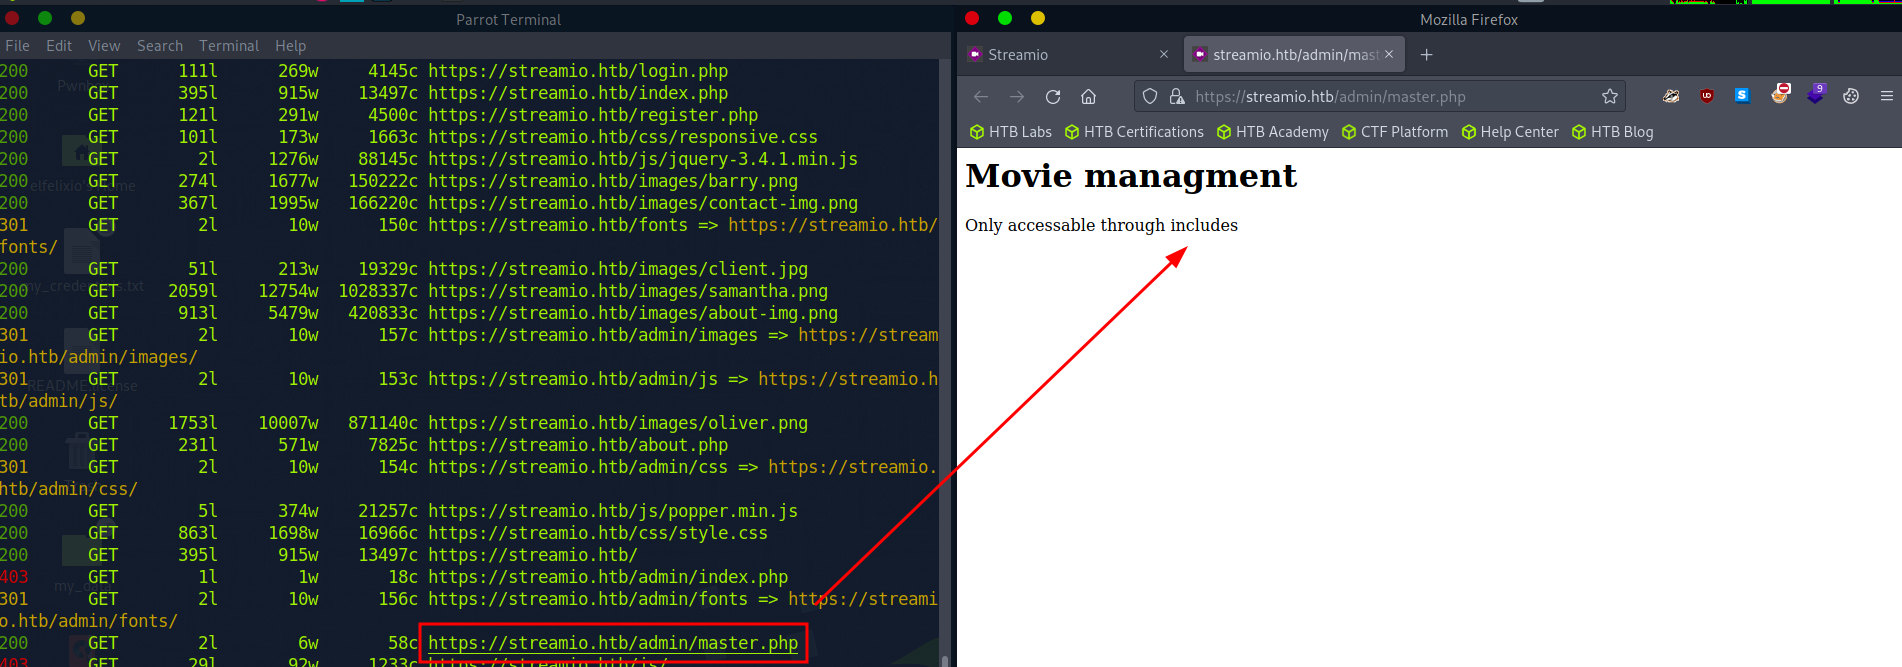 Parrot Terminal
File Edit View Search Terminal Help
200 GET 111l 269w 4145c https://streamio.htb/login.php
200 GET 395l 915w 13497c https://streamio.htb/index.php
200 GET 121l 291w 4500c https://streamio.htb/register.php
200 GET 101l 173w 1663c https://streamio.htb/css/responsive.css
200 GET 2l 1276w 88145c https://streamio.htb/js/jquery-3.4.1.min.js
200 GET 274l 1677w 150222c https://streamio.htb/images/barry.png
200 GET 367l 1995w 166220c https://streamio.htb/images/contact-img.png
301 GET 2l 10w 150c https://streamio.htb/fonts => https://streamio.htb/
fonts/
200 GET 51l 213w 19329c https://streamio.htb/images/client.jpg
200 GET 2059l 12754w 1028337c https://streamio.htb/images/samantha.png
200 GET 913l 5479w 420833c https://streamio.htb/images/about-img.png
301 GET 2l 10w 157c https://streamio.htb/admin/images => https://stream
io.htb/admin/images/
301 GET 2l 10w 153c https://streamio.htb/admin/js => https://streamio.h
tb/admin/js/
200 GET 1753l 10007w 871140c https://streamio.htb/images/oliver.png
200 GET 231l 571w 7825c https://streamio.htb/about.php
301 GET 2l 10w 154c https://streamio.htb/admin/css => https://streamio.
htb/admin/css/
200 GET 5l 374w 21257c https://streamio.htb/js/popper.min.js
200 GET 863l 1698w 16966c https://streamio.htb/css/style.css
200 GET 395l 915w 13497c https://streamio.htb/
403 GET 1l 1w 18c https://streamio.htb/admin/index.php
301 GET 2l 10w 156c https://streamio.htb/admin/fonts => https://streami
o.htb/admin/fonts/
200 GET 2l 6w 58c https://streamio.htb/admin/master.php
403 GET 29l 92w 1233c https://streamio.htb/js/
elfelixio's Home
my_credentials.txt
README.license
Mozilla Firefox
Streamio
streamio.htb/admin/mast
https://streamio.htb/admin/master.php
9
HTB Labs HTB Certifications HTB Academy CTF Platform Help Center HTB Blog
Movie managment
Only accessable through includes